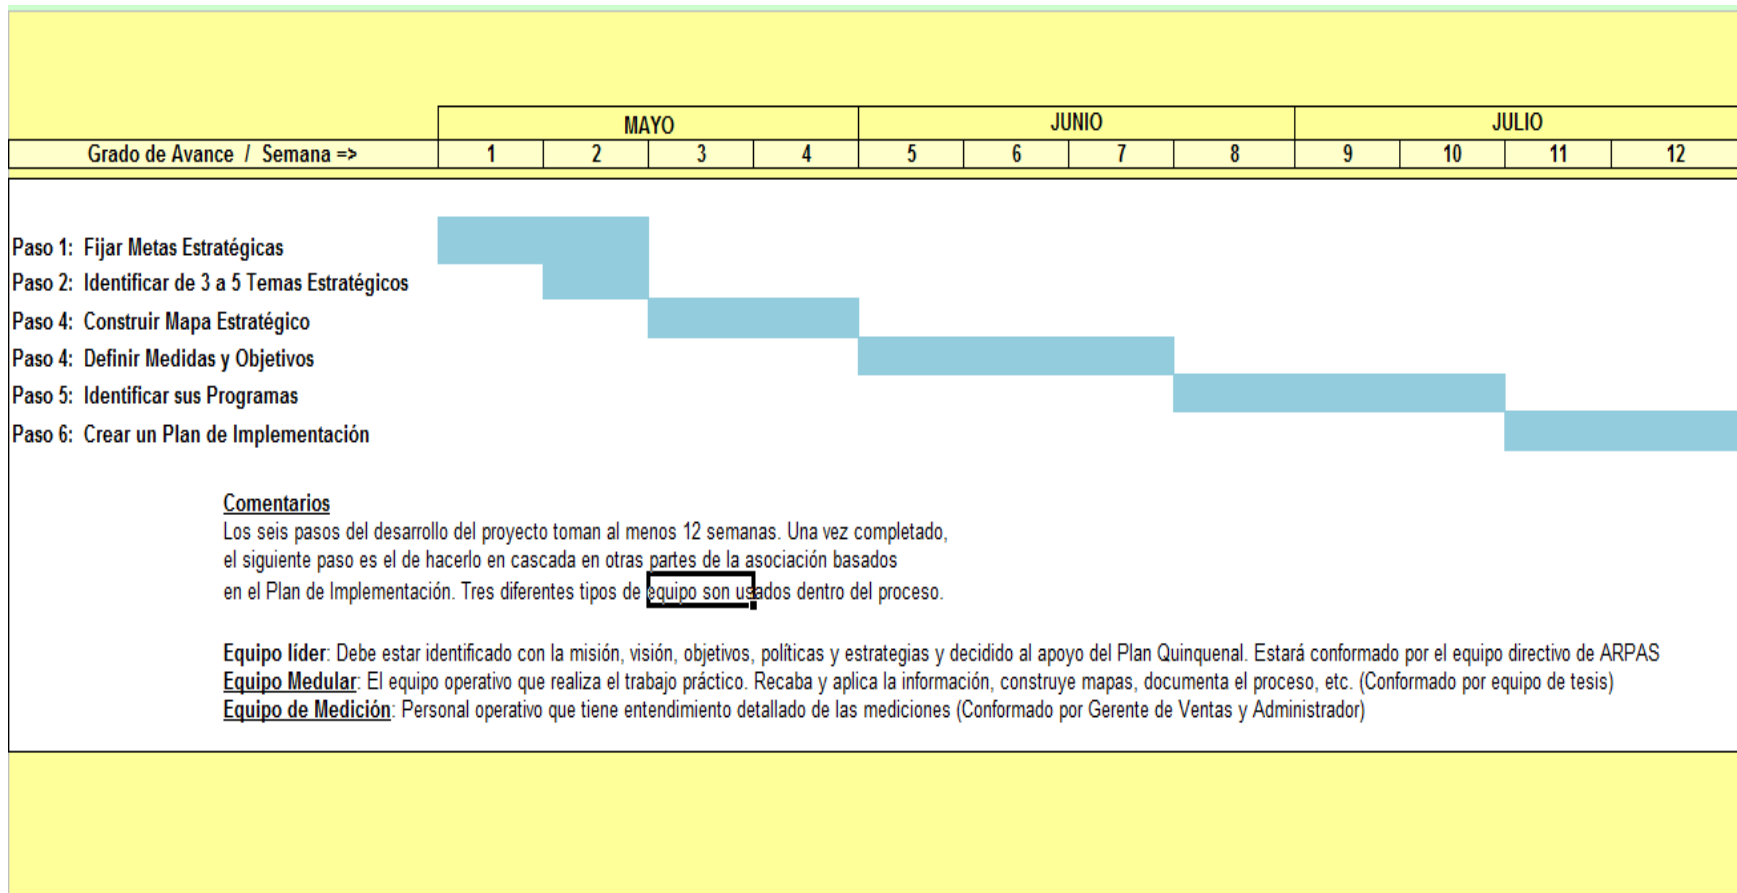 MAYO JUNIO JULIO
Grado de Avance / Semana => 1 2 3 4 5 6 7 8 9 10 11 12
Paso 1: Fijar Metas Estratégicas
Paso 2: Identificar de 3 a 5 Temas Estratégicos
Paso 4: Construir Mapa Estratégico
Paso 4: Definir Medidas y Objetivos
Paso 5: Identificar sus Programas
Paso 6: Crear un Plan de Implementación
Comentarios
Los seis pasos del desarrollo del proyecto toman al menos 12 semanas. Una vez completado,
el siguiente paso es el de hacerlo en cascada en otras partes de la asociación basados
en el Plan de Implementación. Tres diferentes tipos de equipo son usados dentro del proceso.
Equipo líder: Debe estar identificado con la misión, visión, objetivos, políticas y estrategias y decidido al apoyo del Plan Quinquenal. Estará conformado por el equipo directivo de ARPAS
Equipo Medular: El equipo operativo que realiza el trabajo práctico. Recaba y aplica la información, construye mapas, documenta el proceso, etc. (Conformado por equipo de tesis)
Equipo de Medición: Personal operativo que tiene entendimiento detallado de las mediciones (Conformado por Gerente de Ventas y Administrador)